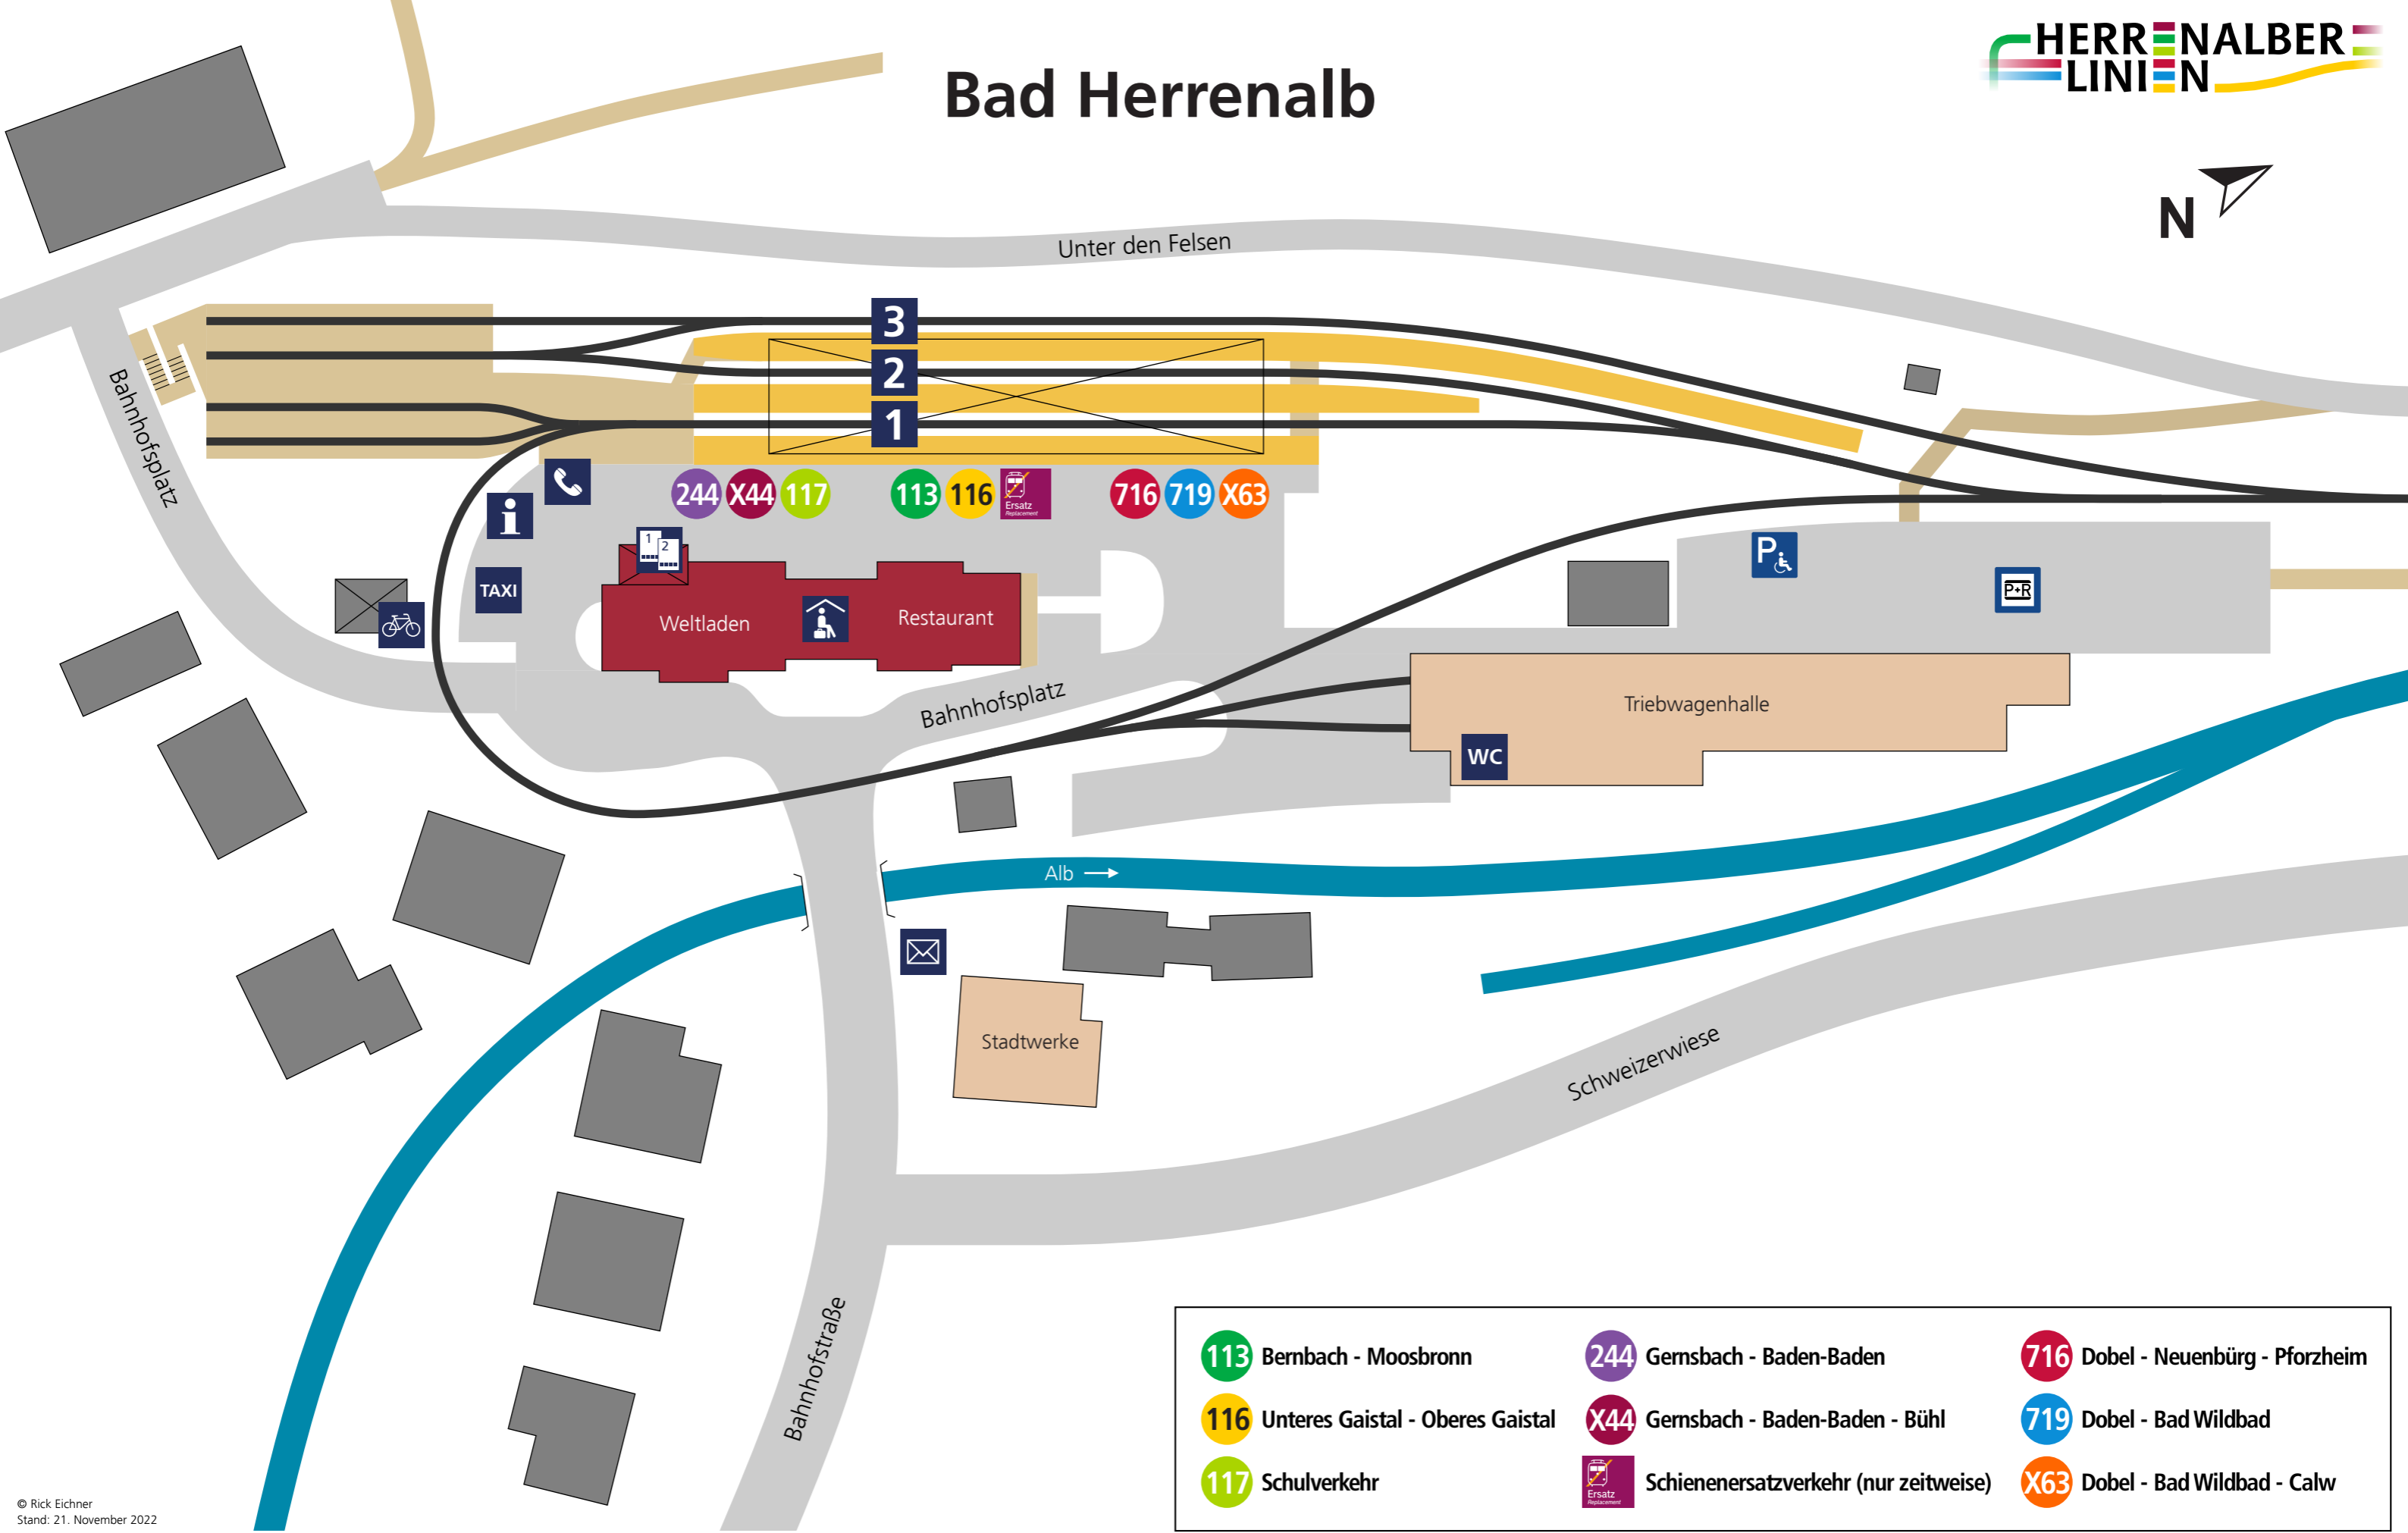 HERRENALBER
LINIEN
Bad Herrenalb
N
Unter den Felsen
3
2
1
Bahnhofsplatz
244 X44 117 113 116 Ersatz
Replacement
716 719 X63
i
TAXI
1
2
P
P+R
Weltladen
Restaurant
Bahnhofsplatz
Triebwagenhalle
WC
Alb
Stadtwerke
Schweizerwiese
Bahnhofstraße
113 Bernbach - Moosbronn
116 Unteres Gaistal - Oberes Gaistal
117 Schulverkehr
244 Gernsbach - Baden-Baden
X44 Gernsbach - Baden-Baden - Bühl
Ersatz
Replacement
Schienenersatzverkehr (nur zeitweise)
716 Dobel - Neuenbürg - Pforzheim
719 Dobel - Bad Wildbad
X63 Dobel - Bad Wildbad - Calw
© Rick Eichner
Stand: 21. November 2022